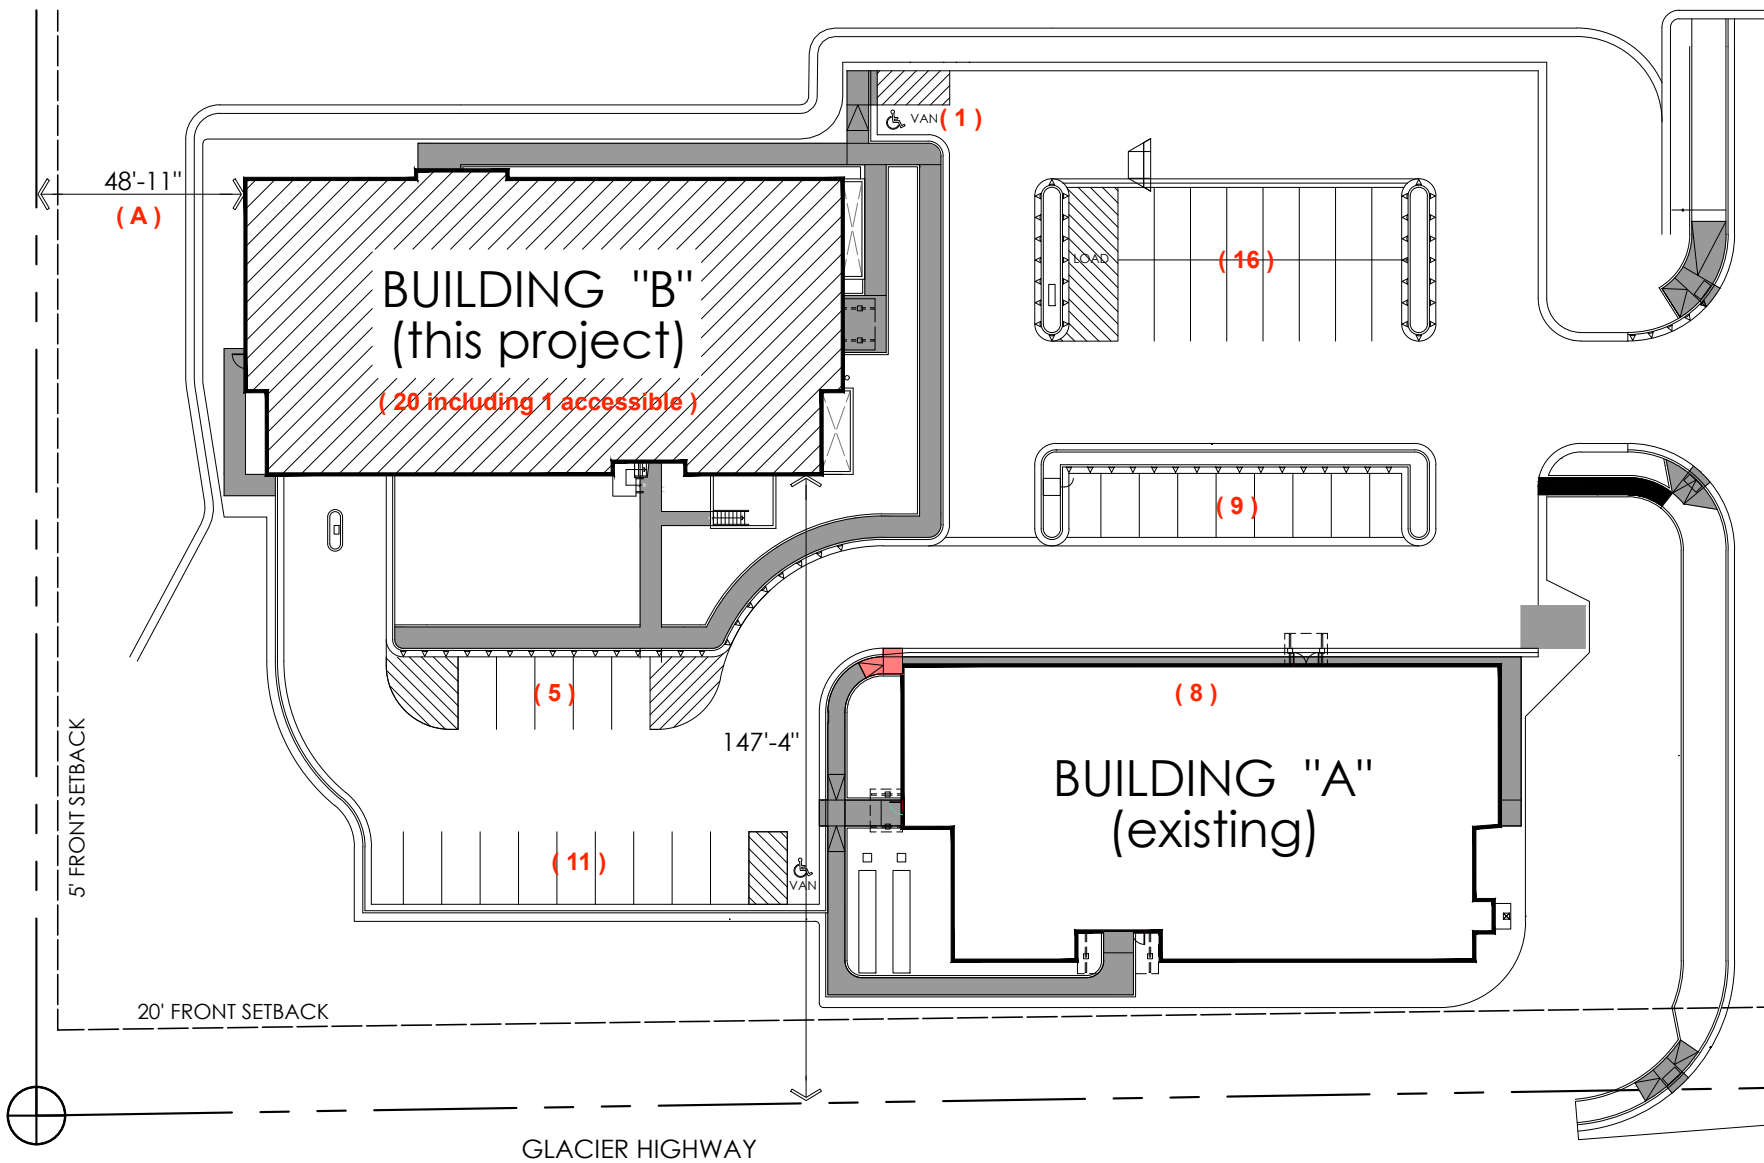 VAN ( 1 )
48'-11"
( A )
LOAD
( 16 )
BUILDING "B"
(this project)
( 20 including 1 accessible )
( 9 )
( 5 )
( 8 )
147'-4"
BUILDING "A"
(existing)
( 11 )
VAN
5' FRONT SETBACK
20' FRONT SETBACK
GLACIER HIGHWAY